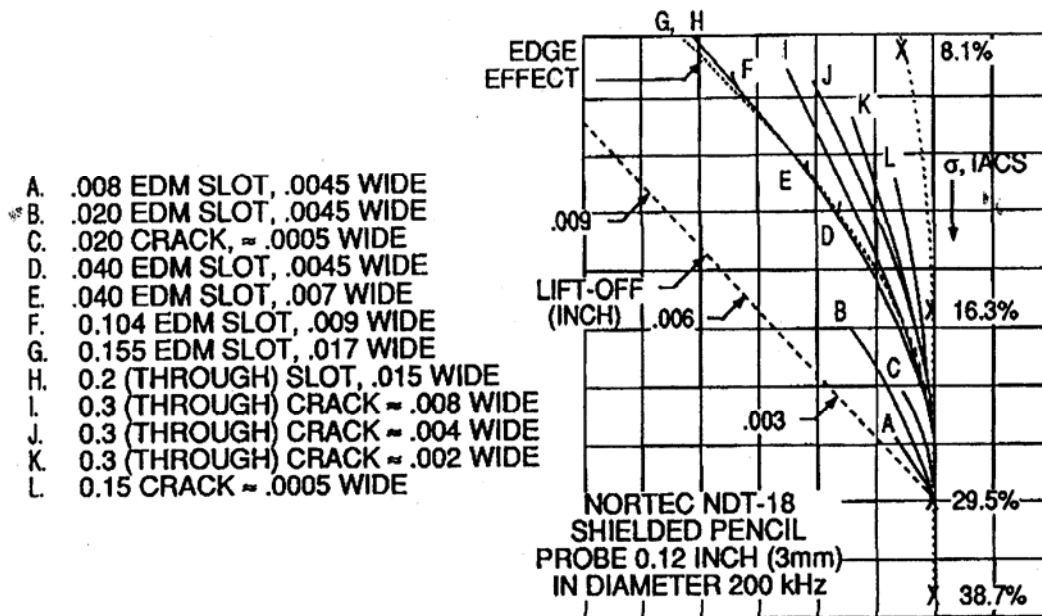 A. .008 EDM SLOT, .0045 WIDE
B. .020 EDM SLOT, .0045 WIDE
C. .020 CRACK, ≈ .0005 WIDE
D. .040 EDM SLOT, .0045 WIDE
E. .040 EDM SLOT, .007 WIDE
F. 0.104 EDM SLOT, .009 WIDE
G. 0.155 EDM SLOT, .017 WIDE
H. 0.2 (THROUGH) SLOT, .015 WIDE
I. 0.3 (THROUGH) CRACK ≈ .008 WIDE
J. 0.3 (THROUGH) CRACK ≈ .004 WIDE
K. 0.3 (THROUGH) CRACK ≈ .002 WIDE
L. 0.15 CRACK ≈ .0005 WIDE
G, H
EDGE
EFFECT
F
I
J
K
L
X
8.1%
σ, IACS
E
D
.009
LIFT-OFF
(INCH)
.006
B
X
16.3%
C
.003
A
X
29.5%
NORTEC NDT-18
SHIELDED PENCIL
PROBE 0.12 INCH (3mm)
IN DIAMETER 200 kHz
X
38.7%